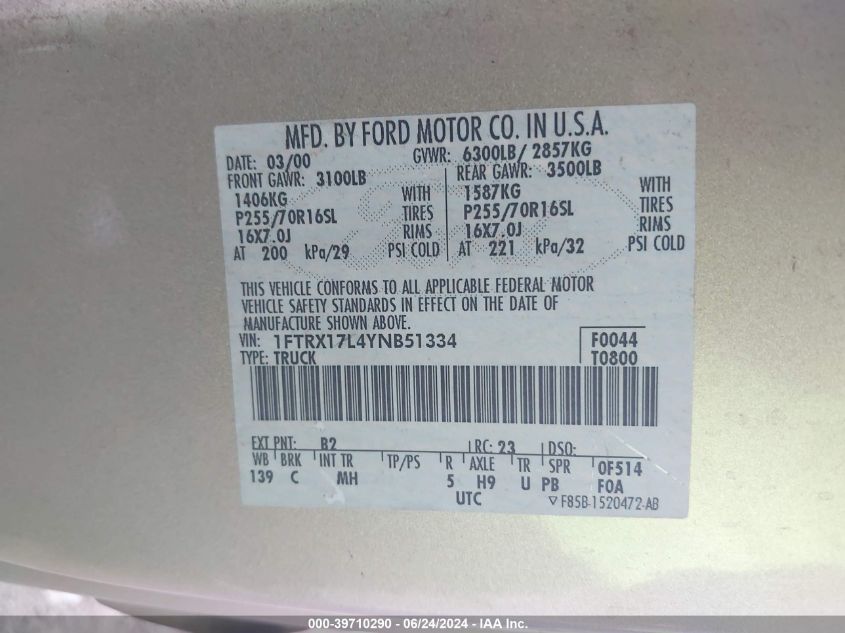 MFD. BY FORD MOTOR CO. IN U.S.A.
DATE: 03/00 GVWR: 6300LB/ 2857KG
FRONT GAWR: 3100LB REAR GAWR: 3500LB
1406KG WITH 1587KG WITH
P255/70R16SL TIRES P255/70R16SL TIRES
16X7.0J RIMS 16X7.0J RIMS
AT 200 kPa/29 PSI COLD AT 221 kPa/32 PSI COLD
THIS VEHICLE CONFORMS TO ALL APPLICABLE FEDERAL MOTOR
VEHICLE SAFETY STANDARDS IN EFFECT ON THE DATE OF
MANUFACTURE SHOWN ABOVE.
VIN: 1FTRX17L4YNB51334 F0044
TYPE: TRUCK T0800
EXT PNT: B2 RC: 23 DSO:
WB BRK INT TR TP/PS R AXLE TR SPR 0F514
139 C MH 5 H9 U PB F0A
UTC ▽ F85B-1520472-AB
000-39710290 - 06/24/2024 - IAA Inc.